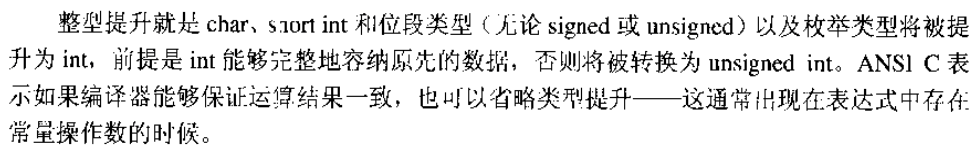 整型提升就是 char、short int 和位段类型（无论 signed 或 unsigned）以及枚举类型将被提
升为 int，前提是 int 能够完整地容纳原先的数据，否则将被转换为 unsigned int。ANSI C 表
示如果编译器能够保证运算结果一致，也可以省略类型提升——这通常出现在表达式中存在
常量操作数的时候。